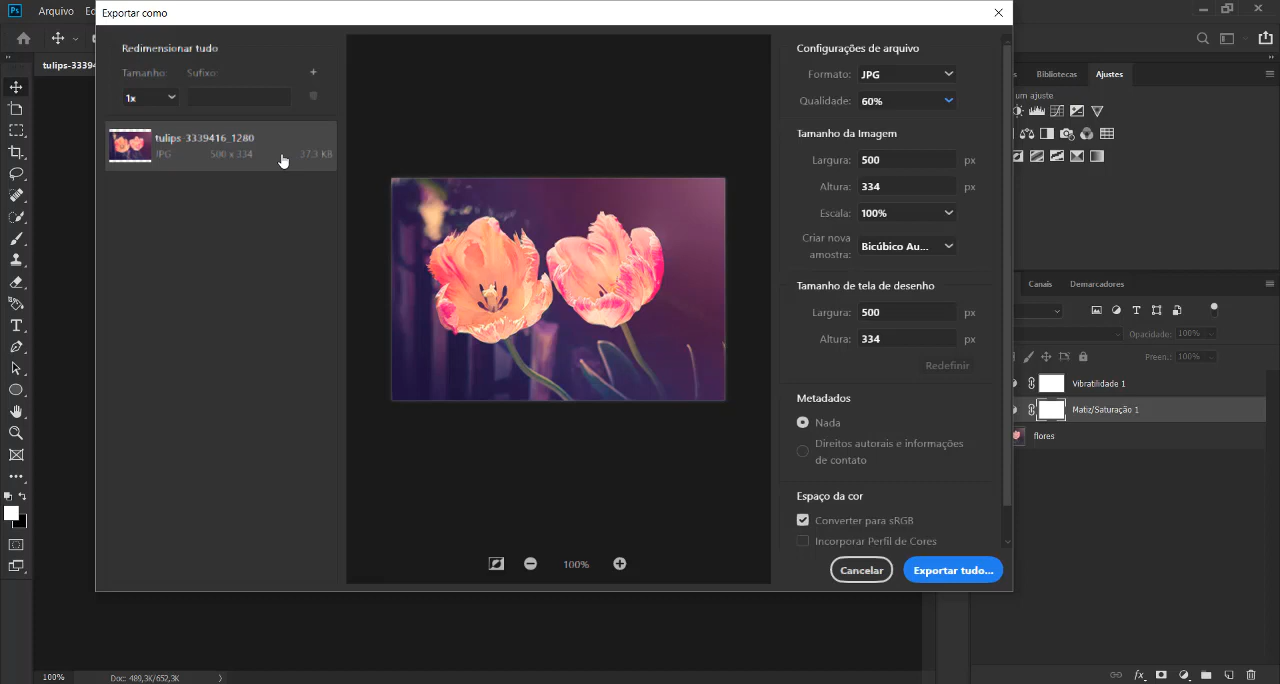 Ps
Arquivo
Exportar como
tulips-3339
Redimensionar tudo
Tamanho:
Sufixo:
1x
tulips-3339416_1280
JPG
500 x 334
37.3 KB
100%
Configurações de arquivo
Formato:
JPG
Qualidade:
60%
Tamanho da Imagem
Largura:
500
px
Altura:
334
px
Escala:
100%
Criar nova
amostra:
Bicúbico Au...
Tamanho de tela de desenho
Largura:
500
px
Altura:
334
px
Redefinir
Metadados
Nada
Direitos autorais e informações
de contato
Espaço da cor
Converter para sRGB
Incorporar Perfil de Cores
Cancelar
Exportar tudo...
Bibliotecas
Ajustes
um ajuste
Canais
Demarcadores
Opacidade:
100%
Preen.:
100%
Vibratilidade 1
Matiz/Saturação 1
flores
100%
Doc: 489,3K/652,3K